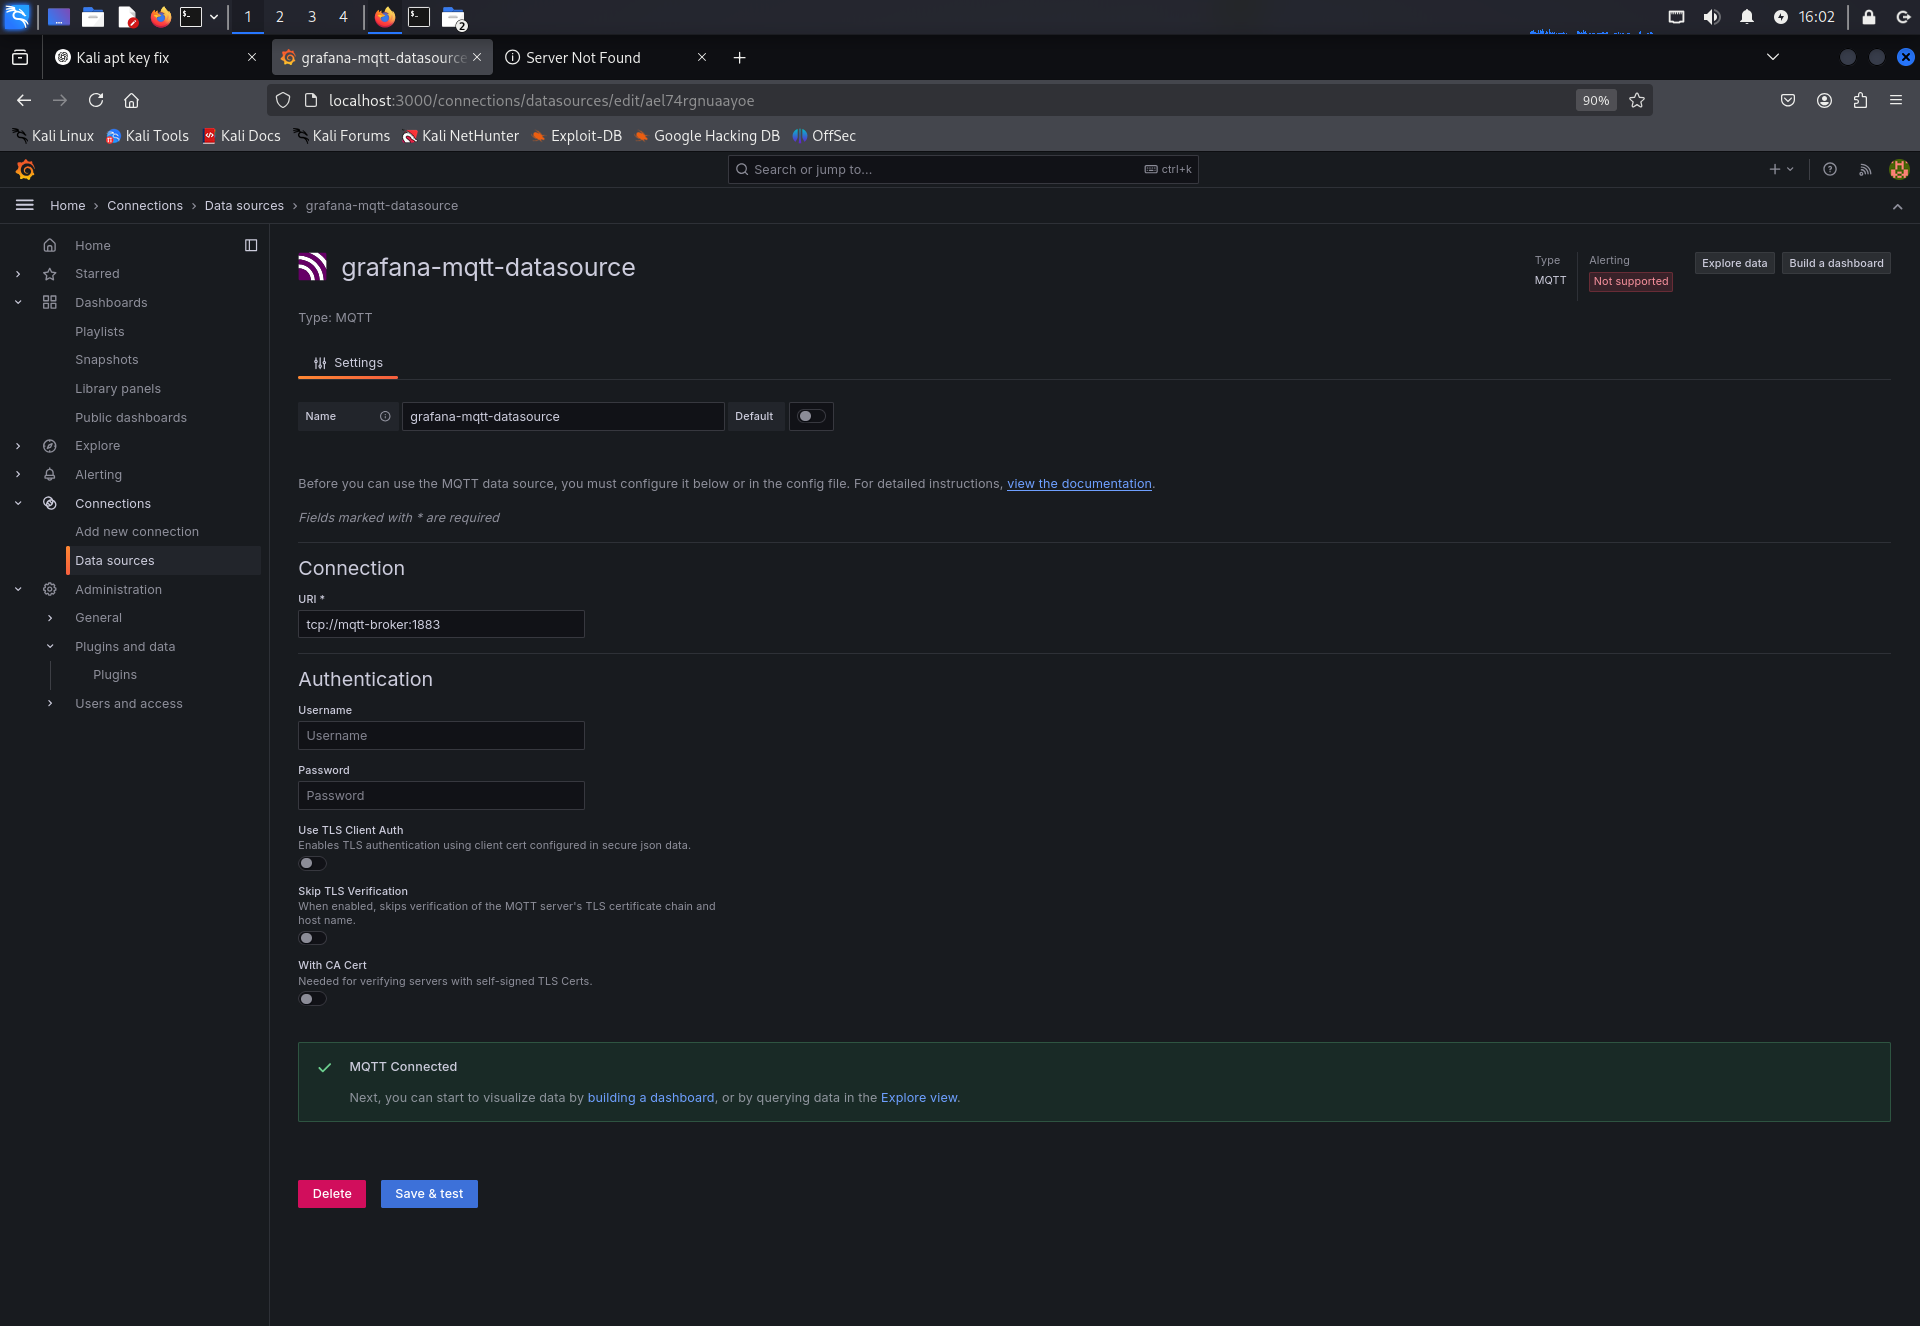 1 2 3 4
2
16:02
Kali apt key fix
grafana-mqtt-datasource
Server Not Found
localhost:3000/connections/datasources/edit/ael74rgnuaayoe
90%
Kali Linux Kali Tools Kali Docs Kali Forums Kali NetHunter Exploit-DB Google Hacking DB OffSec
Search or jump to... ctrl+k
Home › Connections › Data sources › grafana-mqtt-datasource
Home
Starred
Dashboards
Playlists
Snapshots
Library panels
Public dashboards
Explore
Alerting
Connections
Add new connection
Data sources
Administration
General
Plugins and data
Plugins
Users and access
grafana-mqtt-datasource
Type
MQTT
Alerting
Not supported
Explore data Build a dashboard
Type: MQTT
Settings
Name grafana-mqtt-datasource Default
Before you can use the MQTT data source, you must configure it below or in the config file. For detailed instructions, view the documentation.
Fields marked with * are required
Connection
URI *
tcp://mqtt-broker:1883
Authentication
Username
Username
Password
Password
Use TLS Client Auth
Enables TLS authentication using client cert configured in secure json data.
Skip TLS Verification
When enabled, skips verification of the MQTT server's TLS certificate chain and
host name.
With CA Cert
Needed for verifying servers with self-signed TLS Certs.
MQTT Connected
Next, you can start to visualize data by building a dashboard, or by querying data in the Explore view.
Delete Save & test